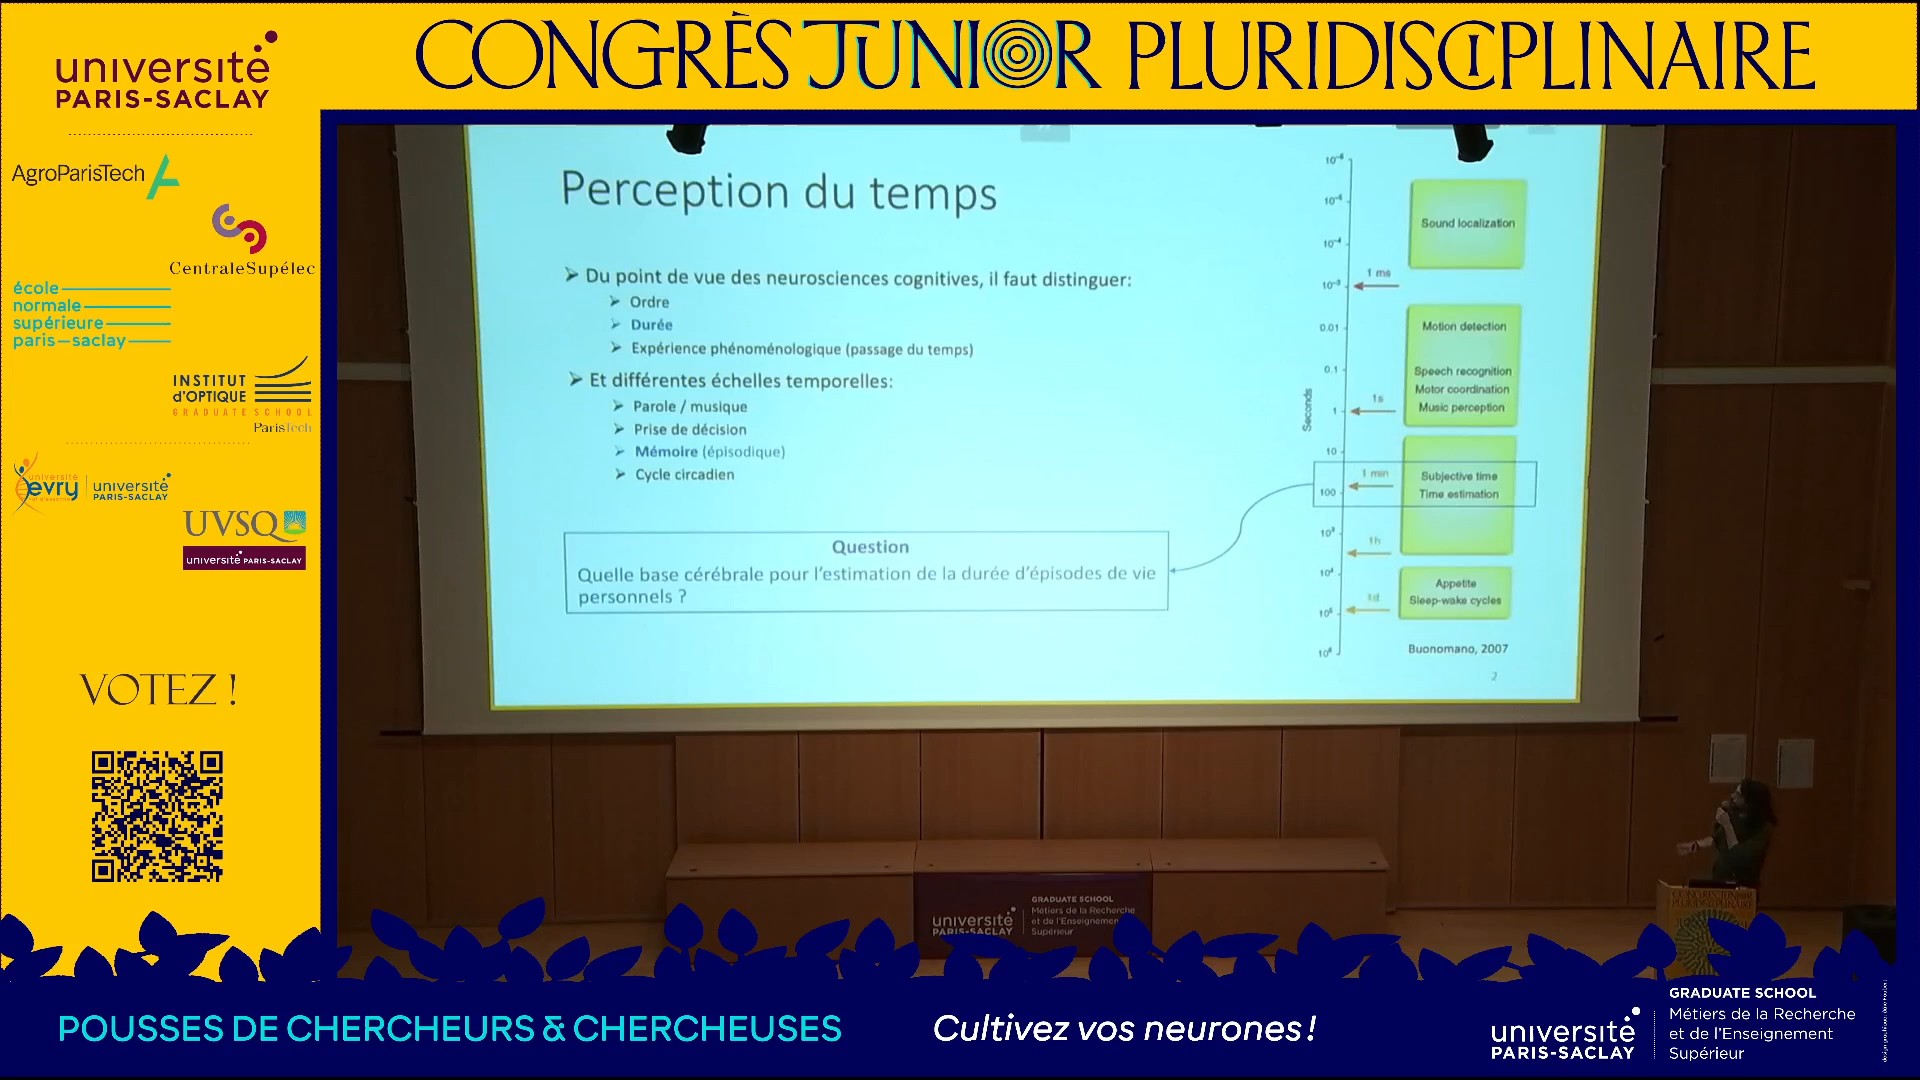 CONGRÈS JUNIOR PLURIDISCIPLINAIRE
université
PARIS-SACLAY
AgroParisTech
CentraleSupélec
école
normale
supérieure
paris-saclay
INSTITUT
d'OPTIQUE
GRADUATE SCHOOL
ParisTech
université
evry
université
PARIS-SACLAY
UVSQ
université PARIS-SACLAY
VOTEZ !
Perception du temps
➢ Du point de vue des neurosciences cognitives, il faut distinguer:
➢ Ordre
➢ Durée
➢ Expérience phénoménologique (passage du temps)
➢ Et différentes échelles temporelles:
➢ Parole / musique
➢ Prise de décision
➢ Mémoire (épisodique)
➢ Cycle circadien
Question
Quelle base cérébrale pour l'estimation de la durée d'épisodes de vie
personnels ?
Seconds
Sound localization
1 ms
10⁻³
0.01
Motion detection
0.1
Speech recognition
Motor coordination
1s
1
Music perception
10
1 min
Subjective time
100
Time estimation
10³
1h
10⁴
Appetite
1d
Sleep-wake cycles
10⁵
Buonomano, 2007
2
université
PARIS-SACLAY
GRADUATE SCHOOL
Métiers de la Recherche
et de l'Enseignement
Supérieur
CONGRÈS JUNIOR
PLURIDISCIPLINAIRE
POUSSES DE CHERCHEURS & CHERCHEUSES
Cultivez vos neurones !
université
PARIS-SACLAY
GRADUATE SCHOOL
Métiers de la Recherche
et de l'Enseignement
Supérieur